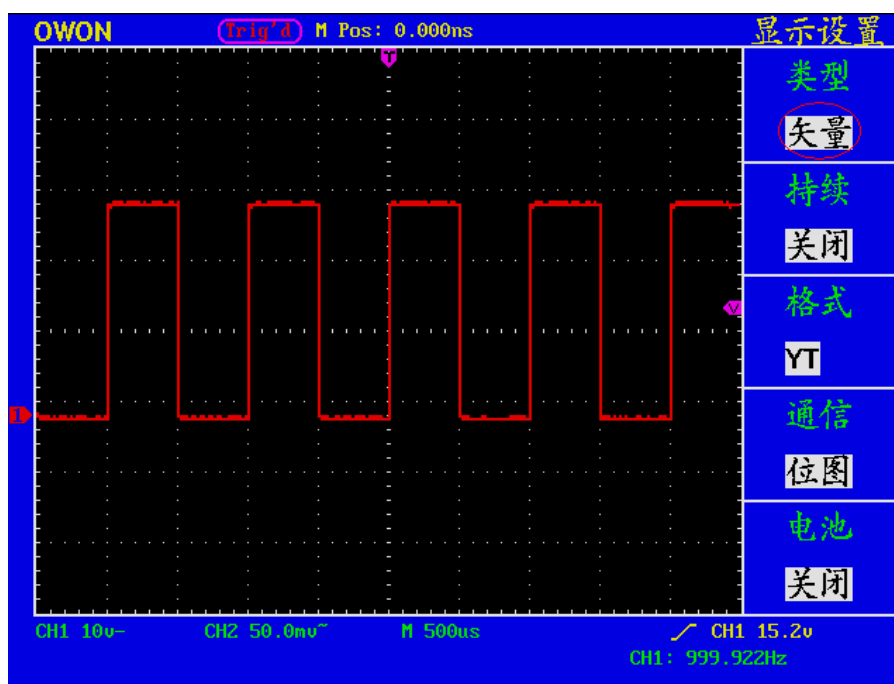 OWON Trig'd M Pos: 0.000ns 显示设置
T
类型
矢量
持续
关闭
V
格式
YT
1
通信
位图
电池
关闭
CH1 10v- CH2 50.0mv~ M 500us CH1 15.2v
CH1: 999.922Hz